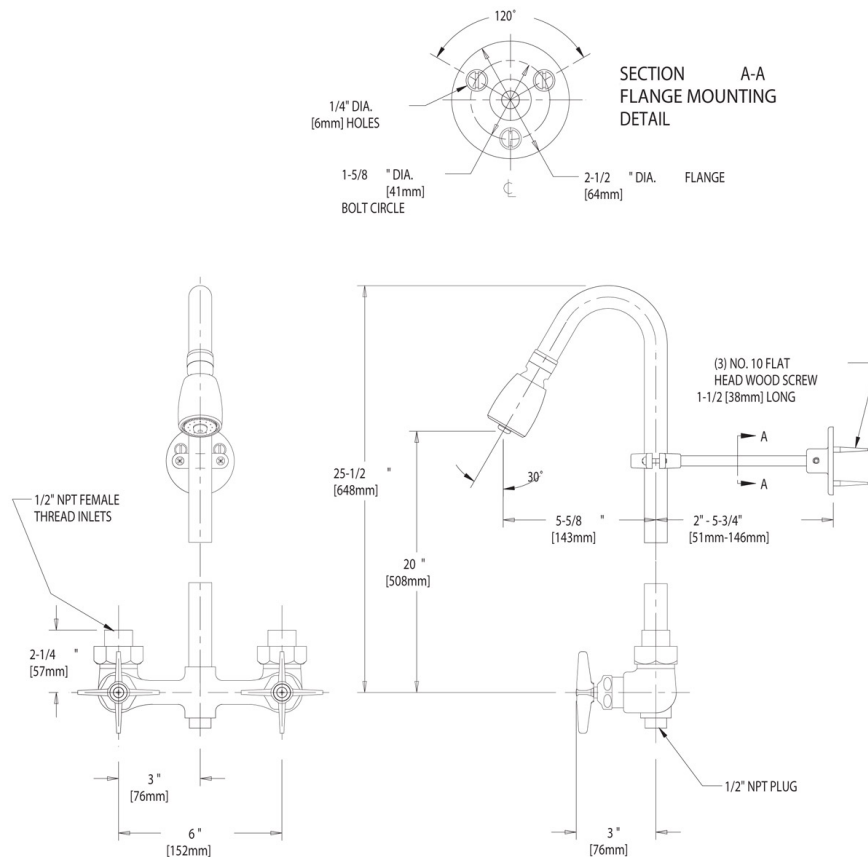 120°
SECTION A-A
FLANGE MOUNTING
DETAIL
1/4" DIA.
[6mm] HOLES
1-5/8 " DIA.
[41mm]
BOLT CIRCLE
2-1/2 " DIA. FLANGE
[64mm]
℄
(3) NO. 10 FLAT
HEAD WOOD SCREW
1-1/2 [38mm] LONG
A
A
25-1/2 "
[648mm]
30°
1/2" NPT FEMALE
THREAD INLETS
5-5/8 "
[143mm]
2" - 5-3/4"
[51mm-146mm]
20 "
[508mm]
2-1/4 "
[57mm]
3 "
[76mm]
1/2" NPT PLUG
6 "
[152mm]
3 "
[76mm]